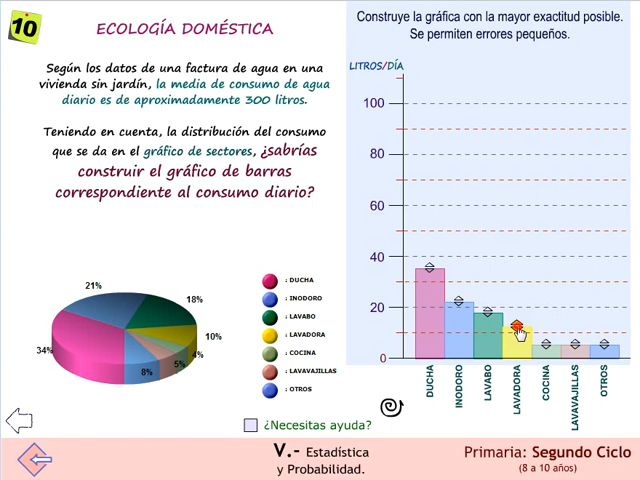 10
ECOLOGÍA DOMÉSTICA
Según los datos de una factura de agua en una
vivienda sin jardín, la media de consumo de agua
diario es de aproximadamente 300 litros.
Teniendo en cuenta, la distribución del consumo
que se da en el gráfico de sectores, ¿sabrías
construir el gráfico de barras
correspondiente al consumo diario?
21%
18%
10%
4%
5%
8%
34%
: DUCHA
: INODORO
: LAVABO
: LAVADORA
: COCINA
: LAVAVAJILLAS
: OTROS
¿Necesitas ayuda?
Construye la gráfica con la mayor exactitud posible.
Se permiten errores pequeños.
LITROS/DÍA
100
80
60
40
20
0
DUCHA
INODORO
LAVABO
LAVADORA
COCINA
LAVAVAJILLAS
OTROS
V.- Estadística
y Probabilidad.
Primaria: Segundo Ciclo
(8 a 10 años)